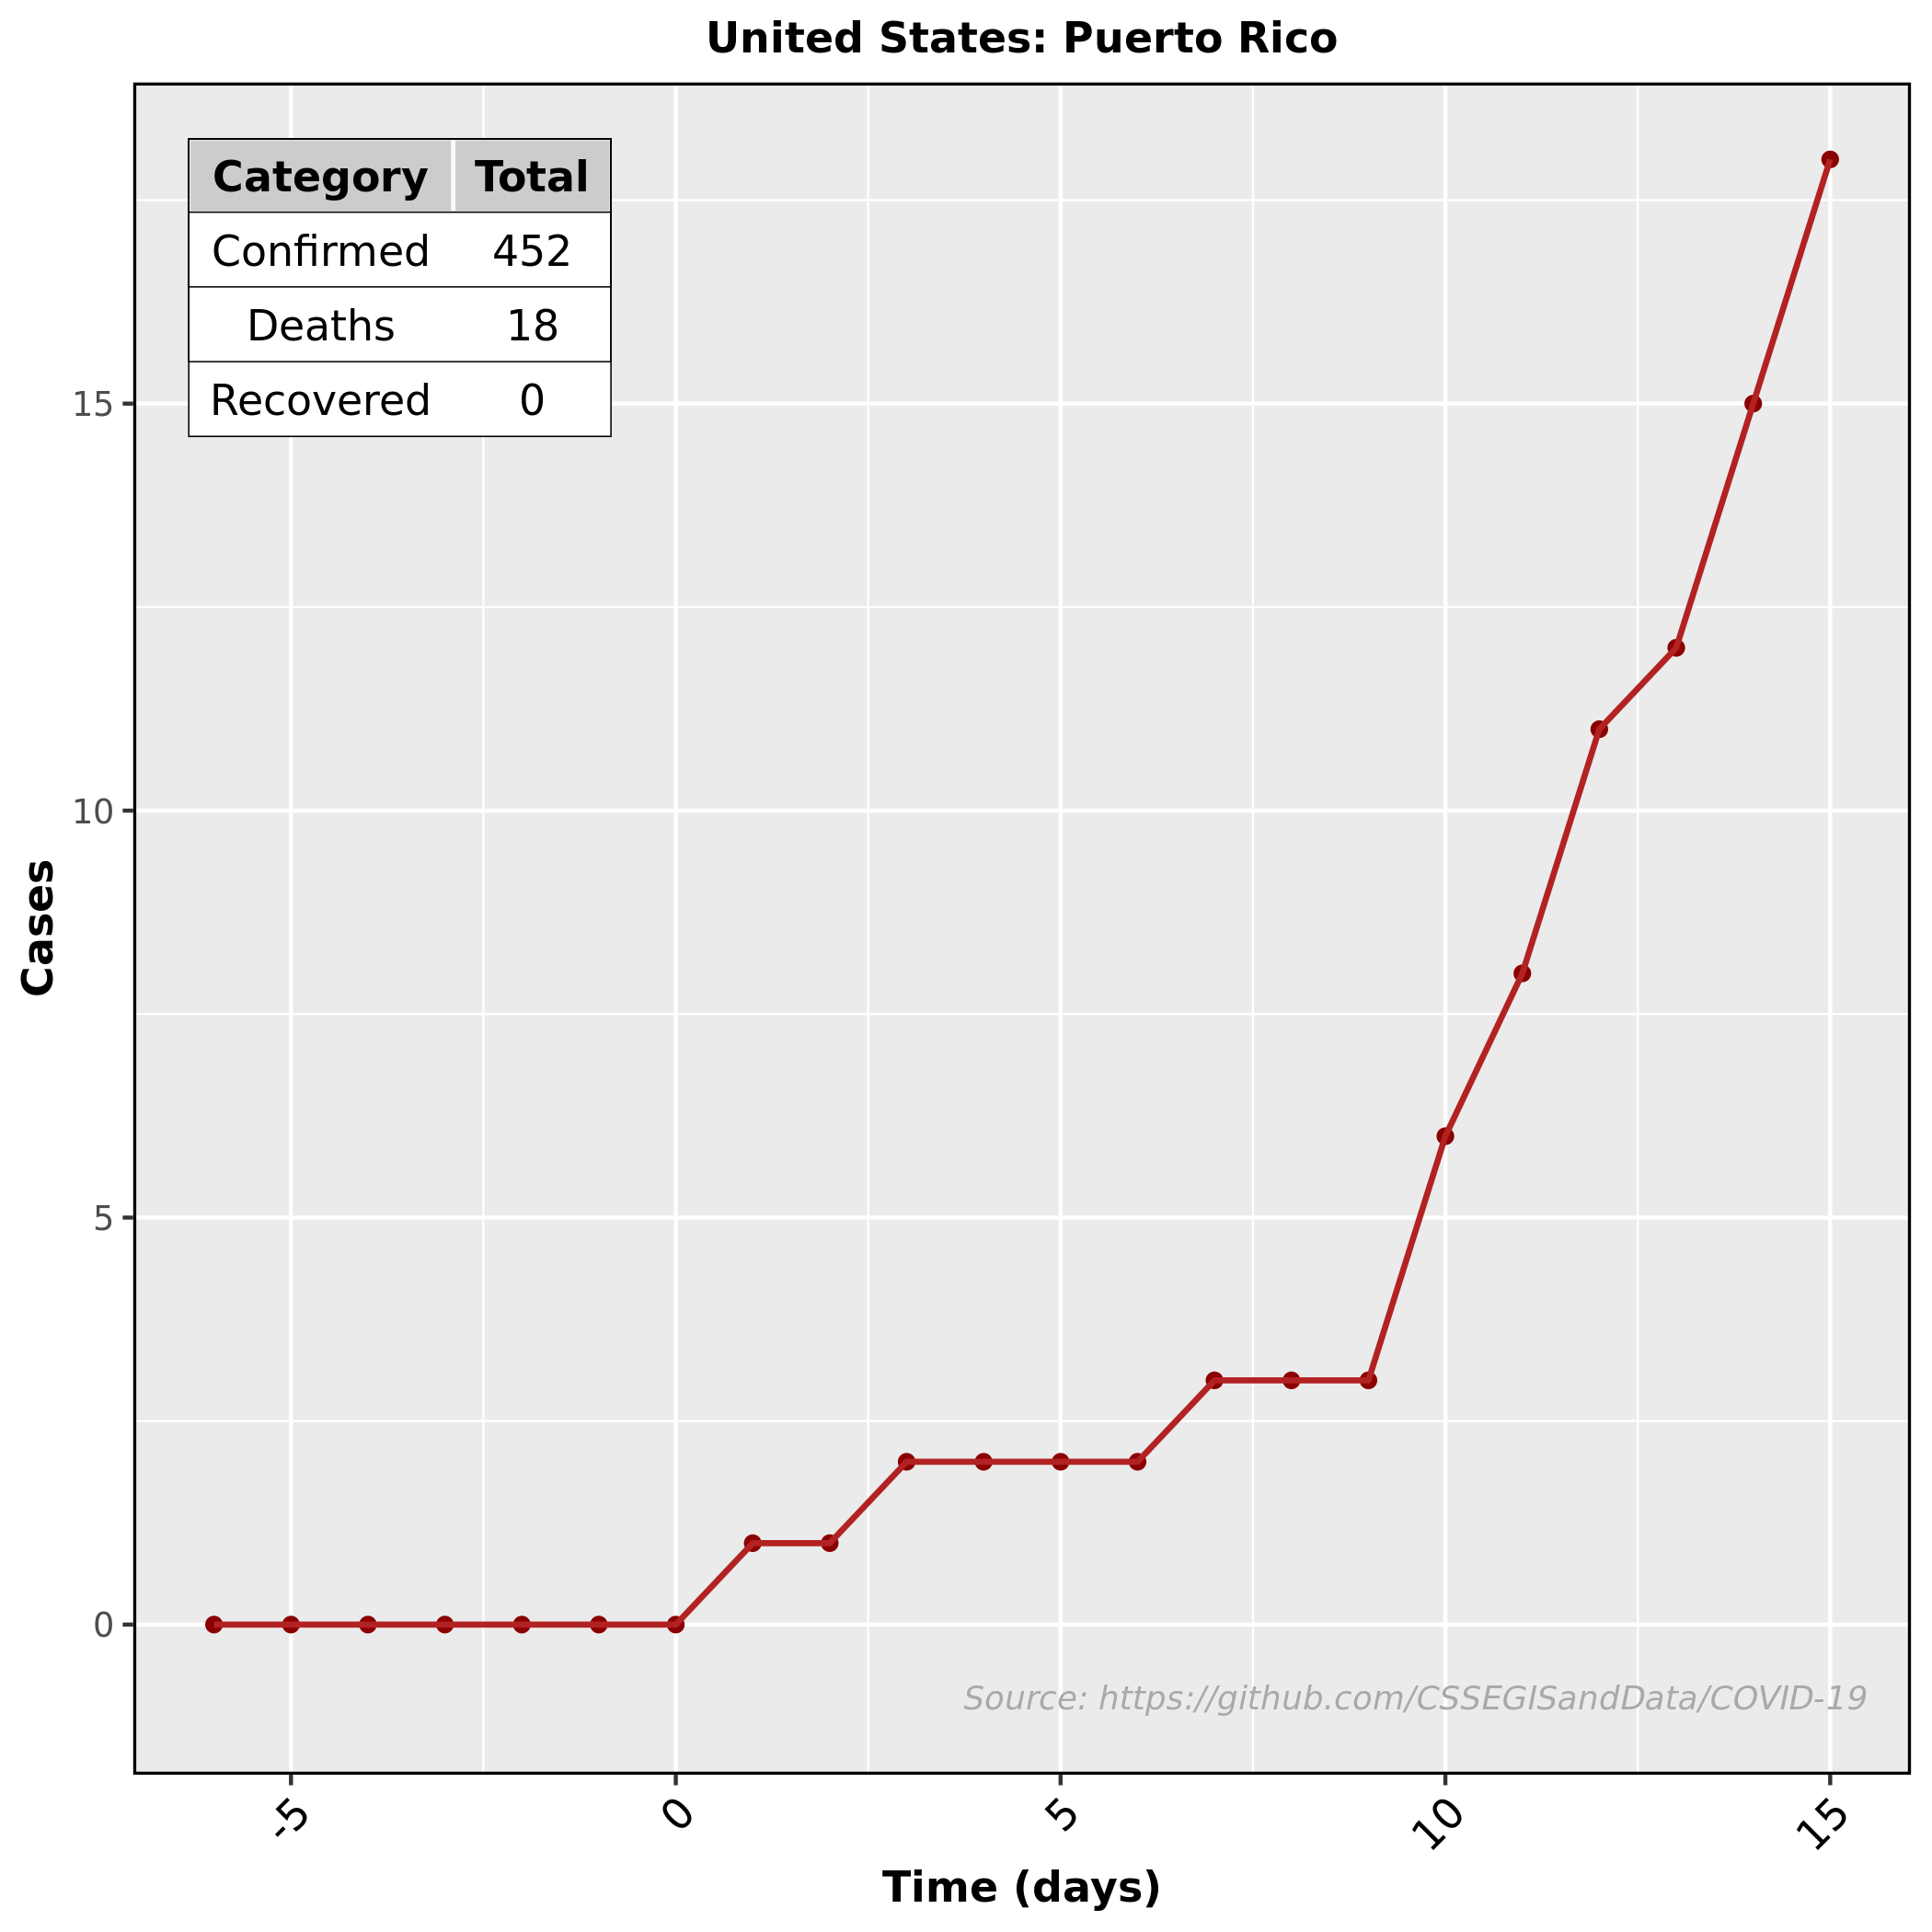 United States: Puerto Rico
Category Total
Confirmed 452
Deaths 18
Recovered 0
15
10
5
0
Cases
Source: https://github.com/CSSEGISandData/COVID-19
-5 0 5 10 15
Time (days)